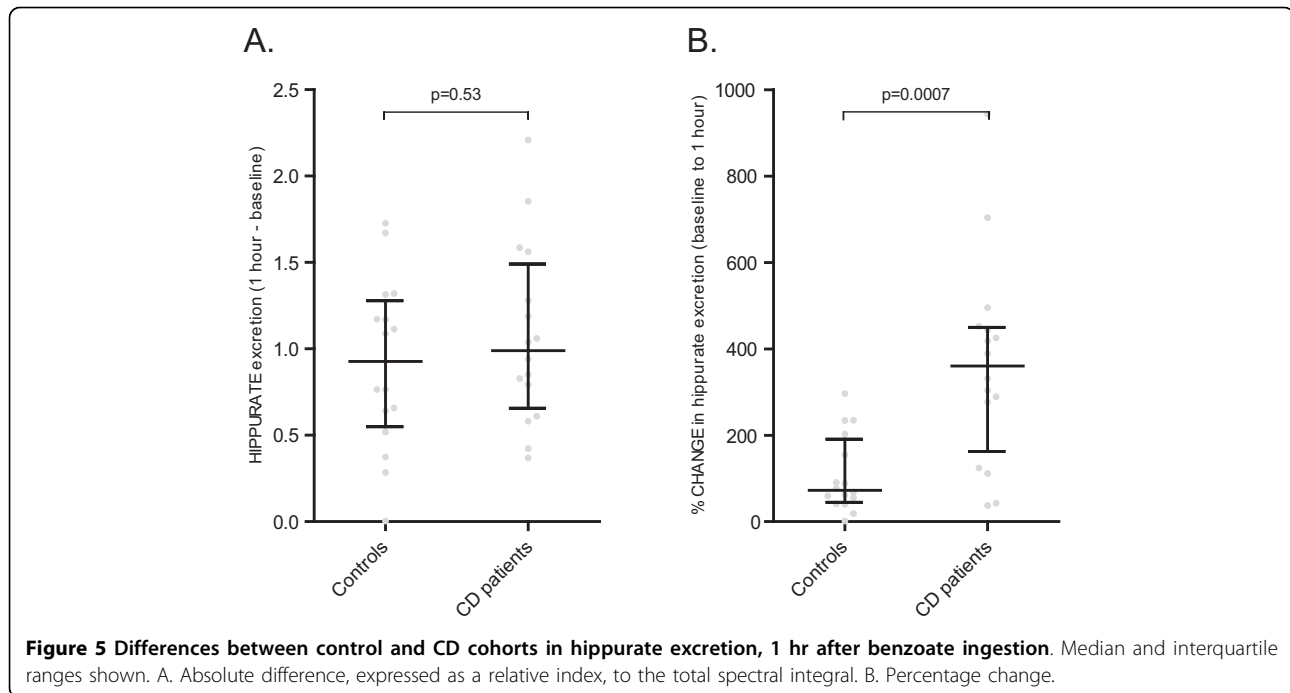 A.
HIPPURATE excretion (1 hour - baseline)
2.5
2.0
1.5
1.0
0.5
0.0
p=0.53
Controls
CD patients
B.
% CHANGE in hippurate excretion (baseline to 1 hour)
1000
800
600
400
200
0
p=0.0007
Controls
CD patients
Figure 5 Differences between control and CD cohorts in hippurate excretion, 1 hr after benzoate ingestion. Median and interquartile
ranges shown. A. Absolute difference, expressed as a relative index, to the total spectral integral. B. Percentage change.